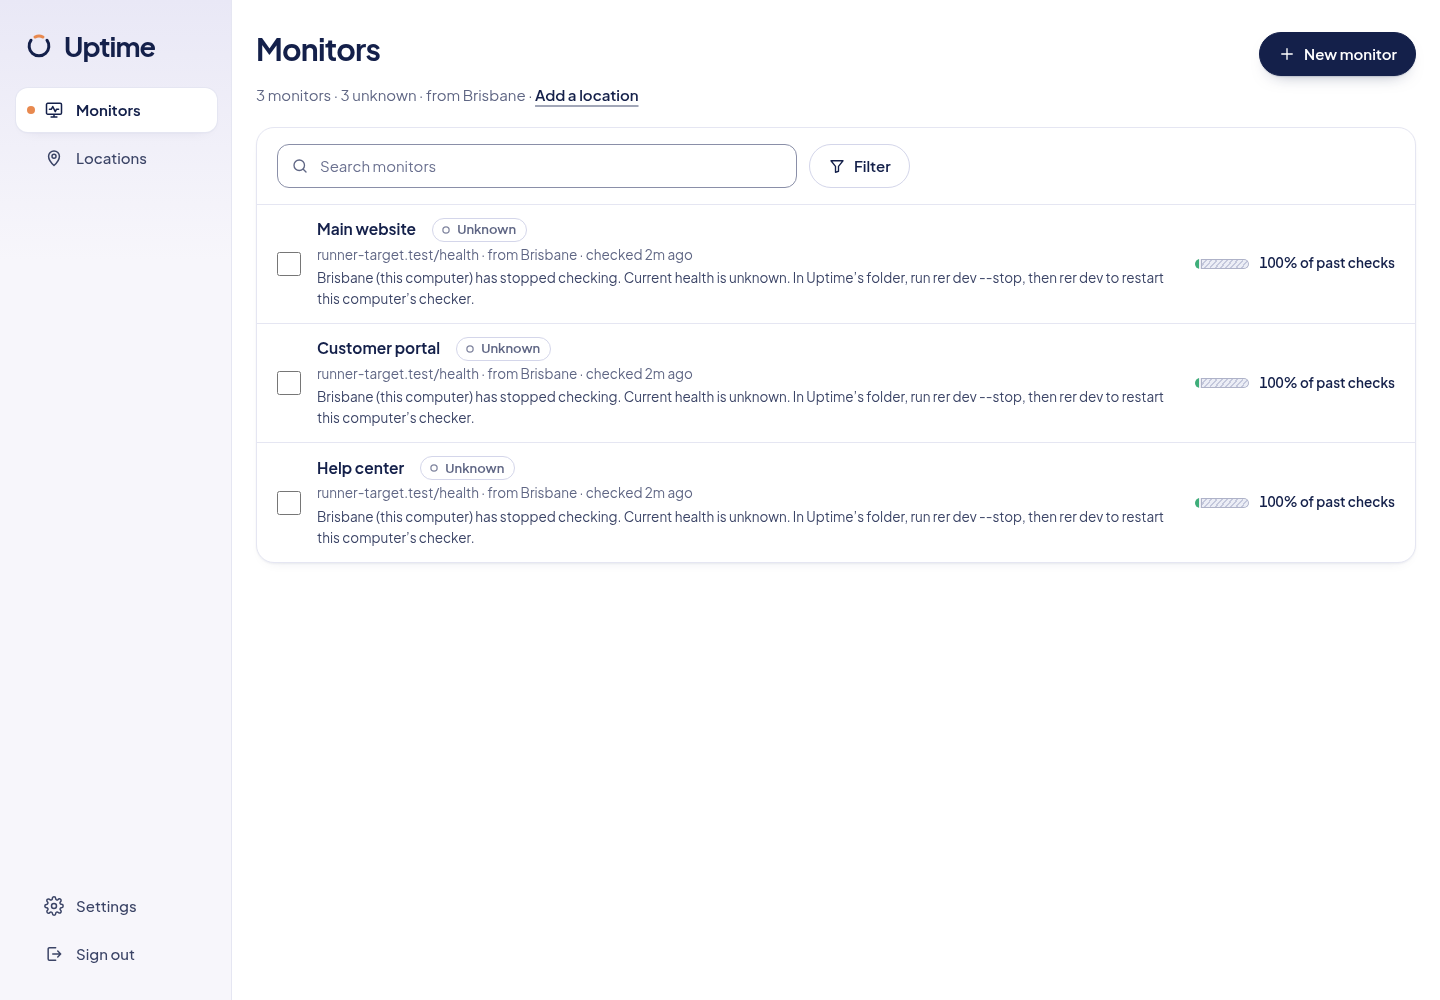 Uptime
Monitors
Locations
Settings
Sign out
Monitors
New monitor
3 monitors · 3 unknown · from Brisbane · Add a location
Search monitors
Filter
Main website
Unknown
runner-target.test/health · from Brisbane · checked 2m ago
Brisbane (this computer) has stopped checking. Current health is unknown. In Uptime's folder, run rer dev --stop, then rer dev to restart
this computer's checker.
100% of past checks
Customer portal
Unknown
runner-target.test/health · from Brisbane · checked 2m ago
Brisbane (this computer) has stopped checking. Current health is unknown. In Uptime's folder, run rer dev --stop, then rer dev to restart
this computer's checker.
100% of past checks
Help center
Unknown
runner-target.test/health · from Brisbane · checked 2m ago
Brisbane (this computer) has stopped checking. Current health is unknown. In Uptime's folder, run rer dev --stop, then rer dev to restart
this computer's checker.
100% of past checks